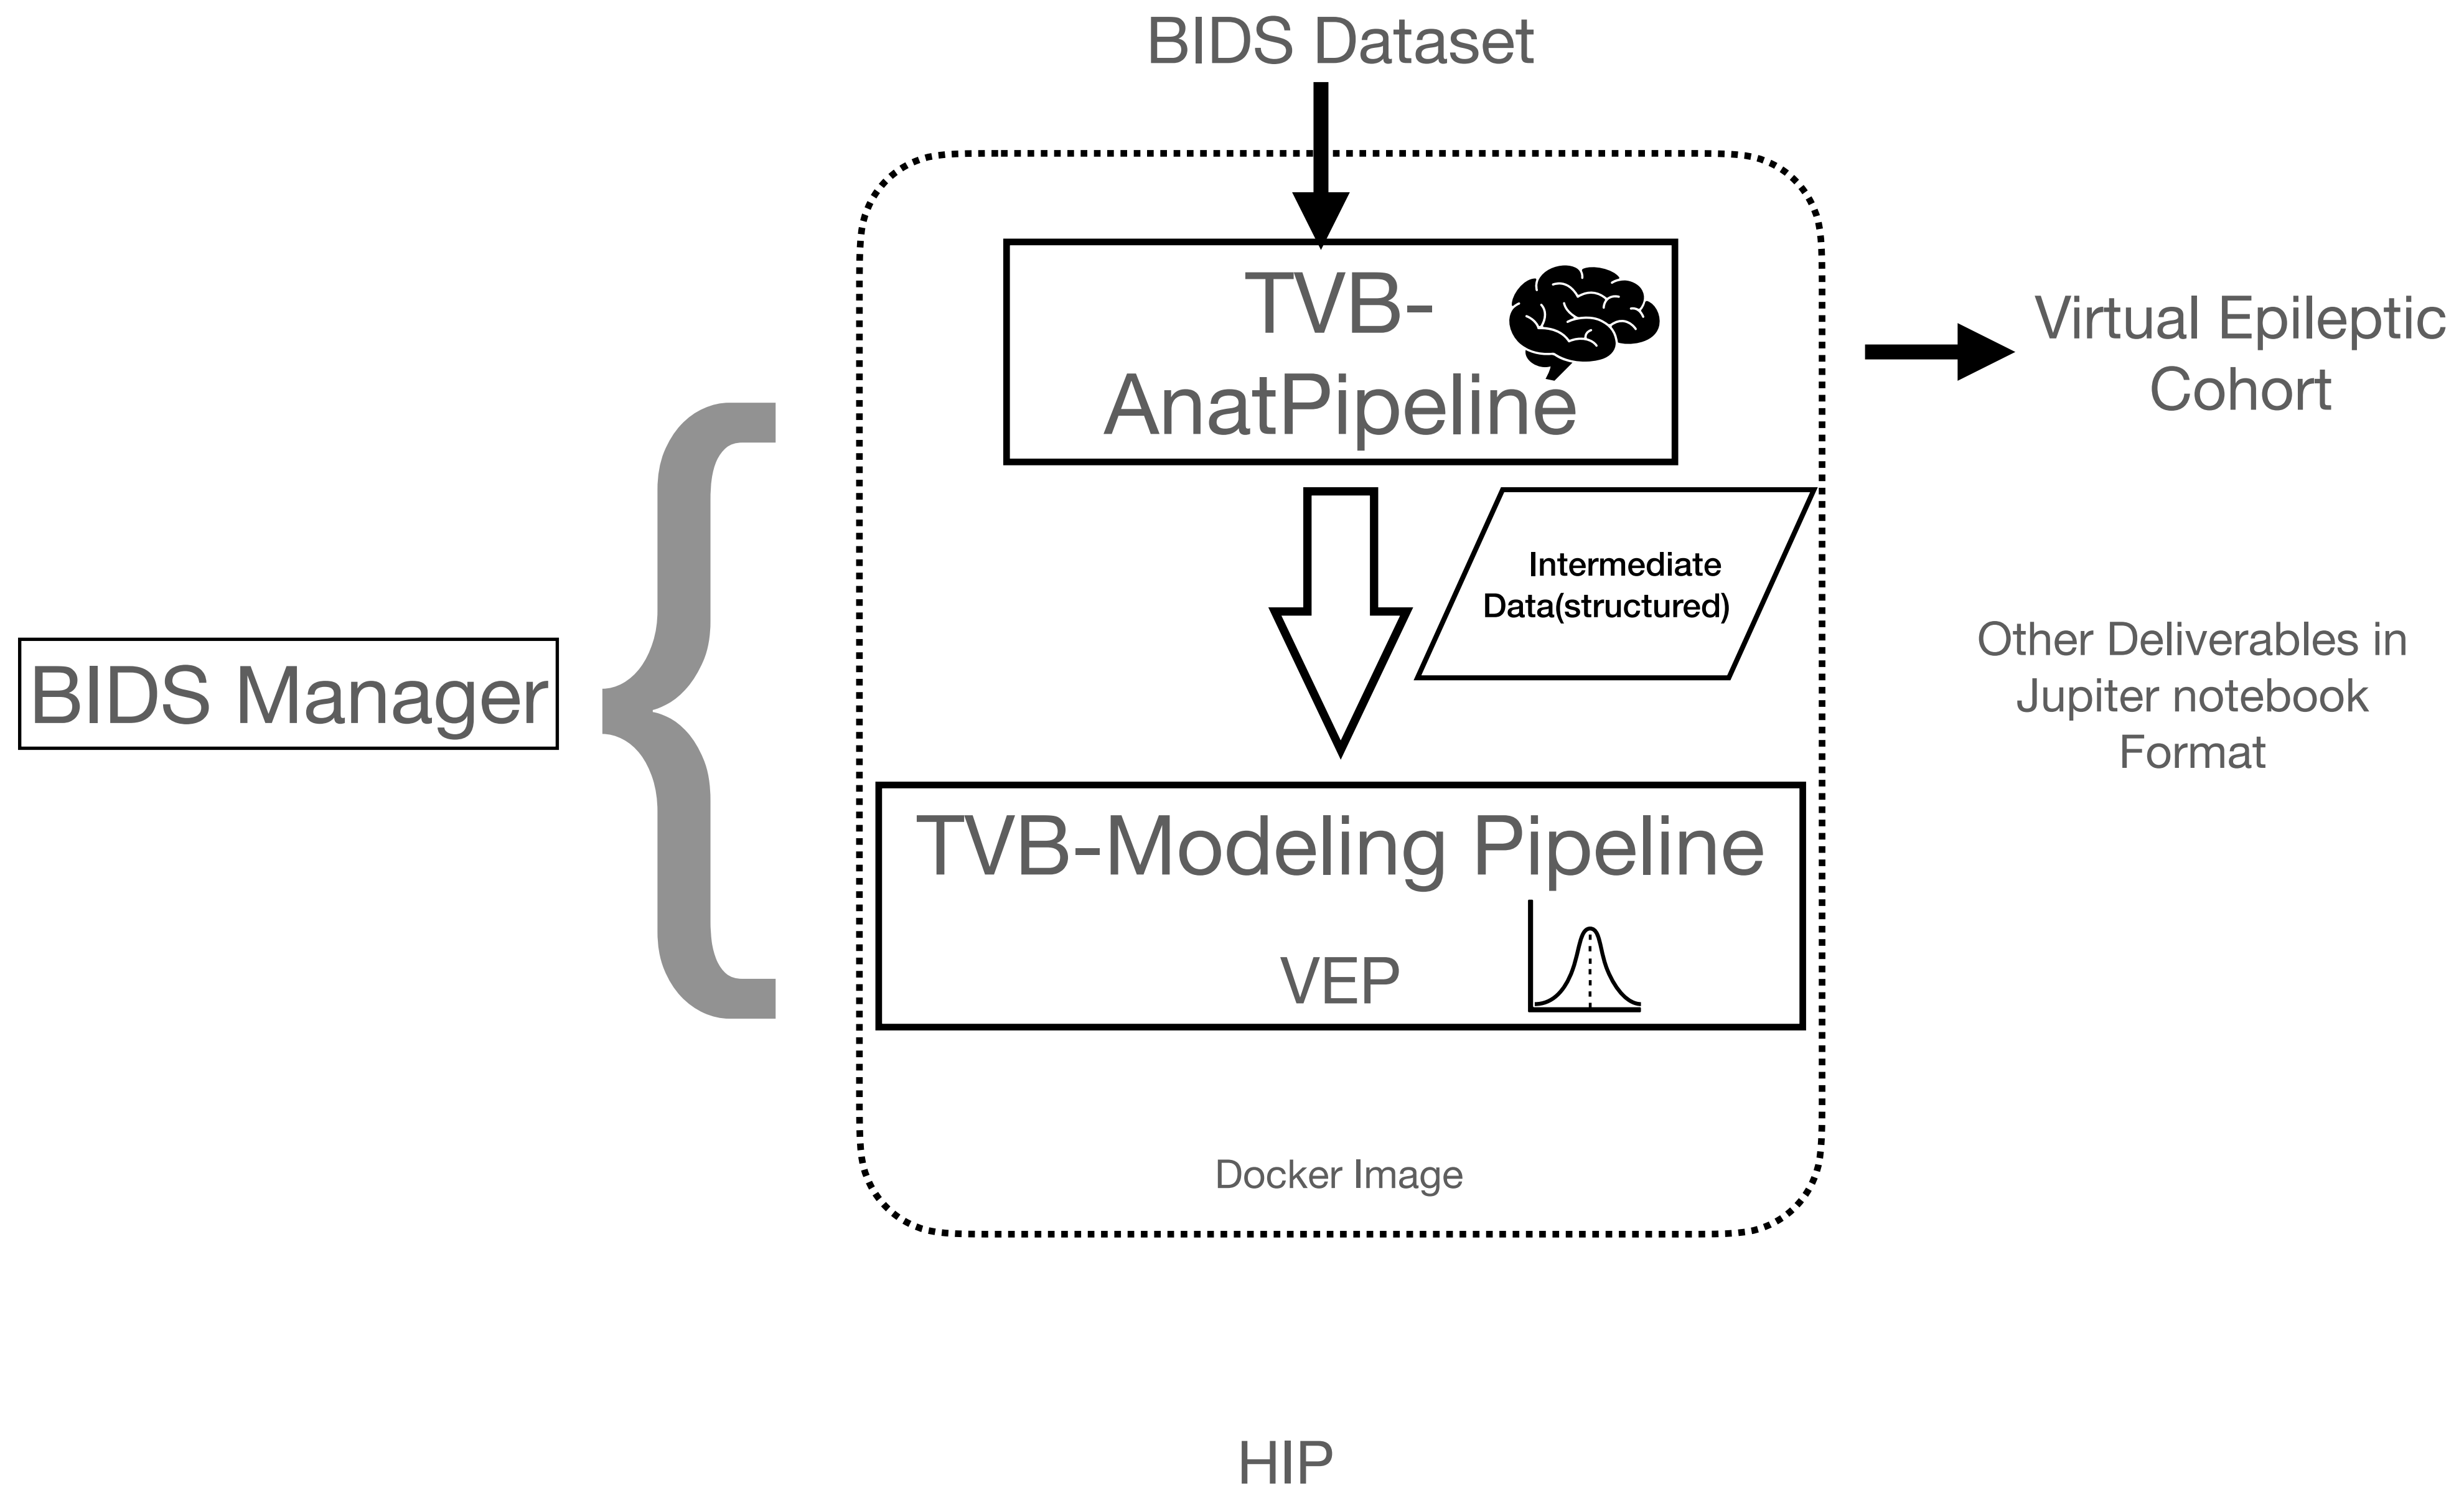 BIDS Dataset
TVB-
AnatPipeline
Virtual Epileptic
Cohort
Intermediate
Data(structured)
Other Deliverables in
Jupiter notebook
Format
BIDS Manager
TVB-Modeling Pipeline
VEP
Docker Image
HIP